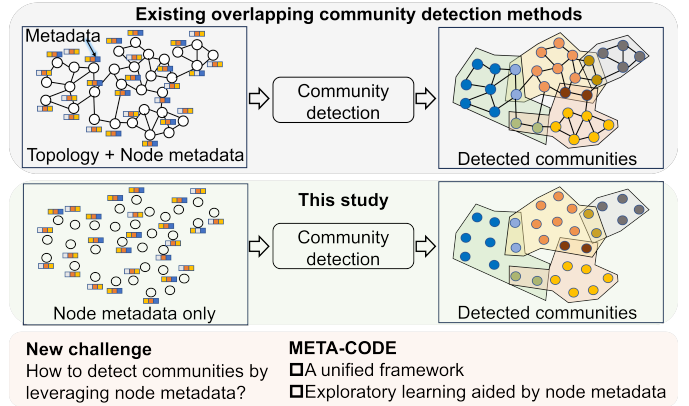 Existing overlapping community detection methods
Metadata
Topology + Node metadata
Community
detection
Detected communities
This study
Node metadata only
Community
detection
Detected communities
New challenge
How to detect communities by
leveraging node metadata?
META-CODE
A unified framework
Exploratory learning aided by node metadata